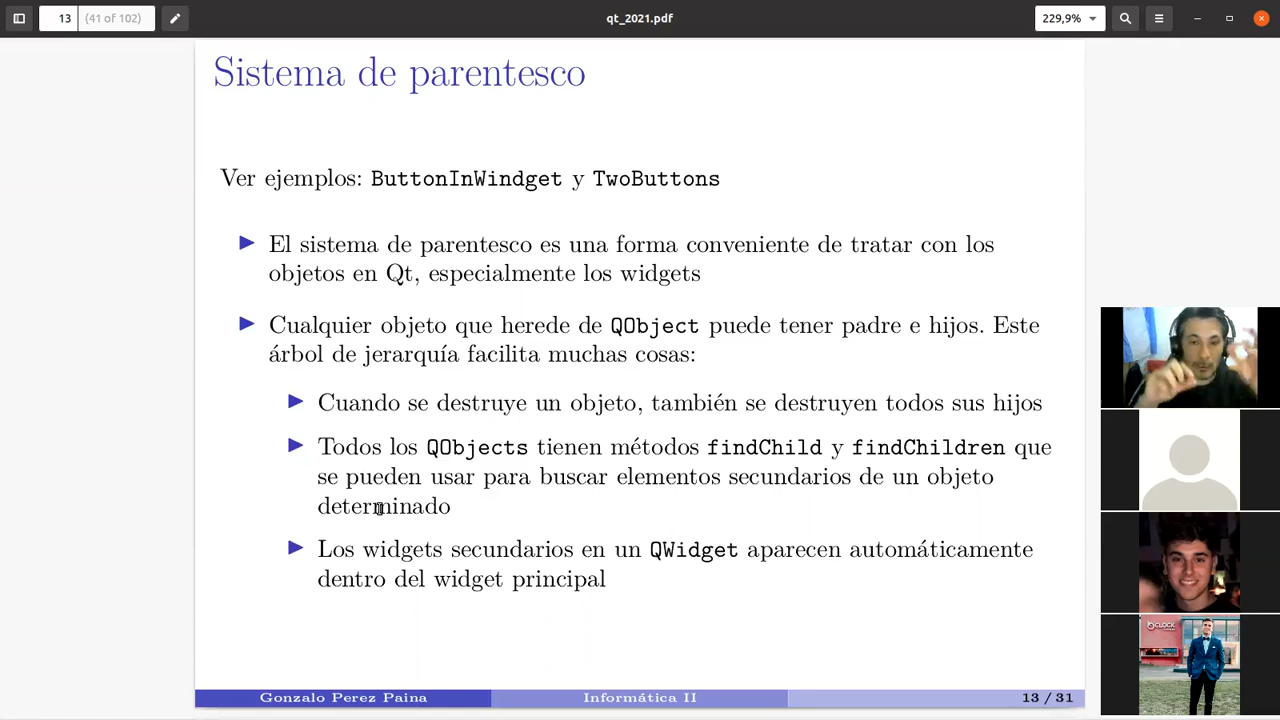 13
(41 of 102)
qt_2021.pdf
229,9%
Sistema de parentesco
Ver ejemplos: ButtonInWindget y TwoButtons
El sistema de parentesco es una forma conveniente de tratar con los
objetos en Qt, especialmente los widgets
Cualquier objeto que herede de QObject puede tener padre e hijos. Este
árbol de jerarquía facilita muchas cosas:
Cuando se destruye un objeto, también se destruyen todos sus hijos
Todos los QObjects tienen métodos findChild y findChildren que
se pueden usar para buscar elementos secundarios de un objeto
determinado
Los widgets secundarios en un QWidget aparecen automáticamente
dentro del widget principal
CLOCK
Gonzalo Perez Paina
Informática II
13 / 31